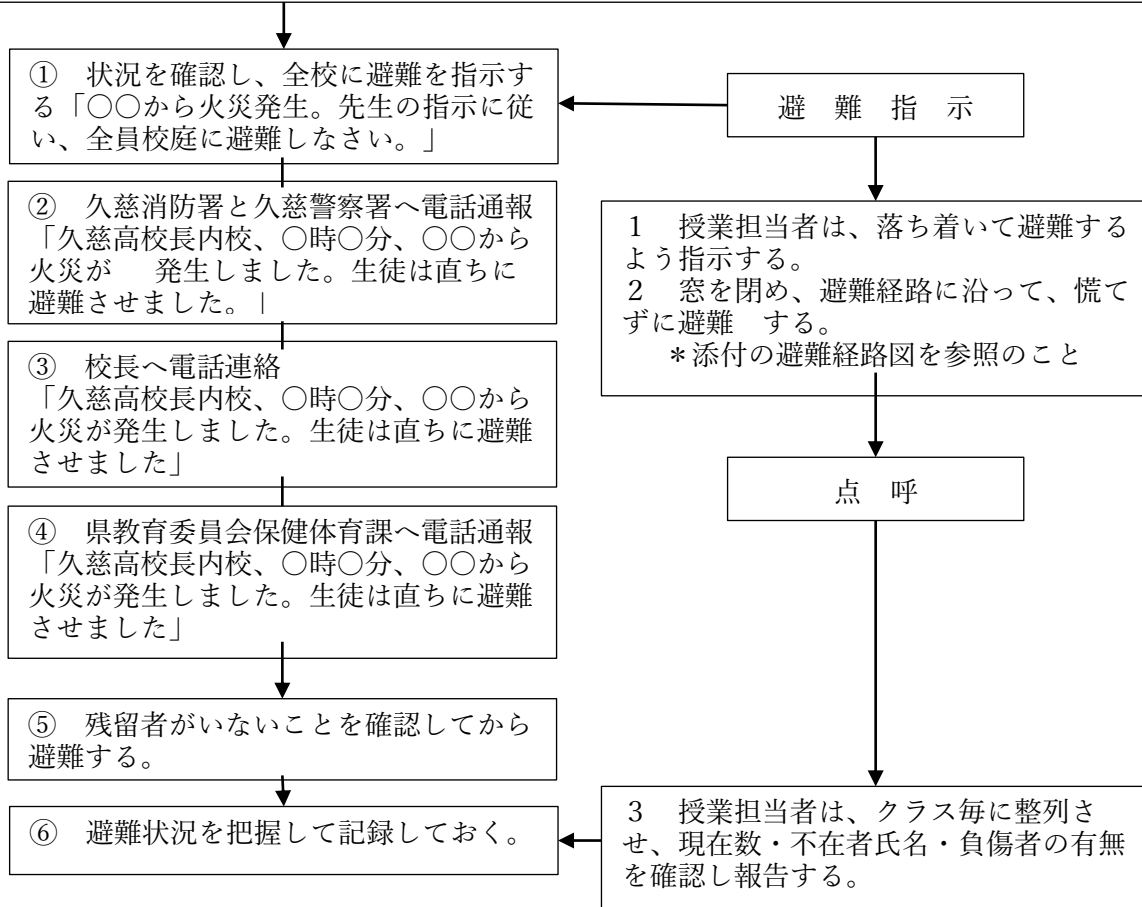 ① 状況を確認し、全校に避難を指示す
る「○○から火災発生。先生の指示に従
い、全員校庭に避難しなさい。」
避 難 指 示
② 久慈消防署と久慈警察署へ電話通報
「久慈高校長内校、○時○分、○○から
火災が 発生しました。生徒は直ちに
避難させました。」
1 授業担当者は、落ち着いて避難する
よう指示する。
2 窓を閉め、避難経路に沿って、慌て
ずに避難 する。
＊添付の避難経路図を参照のこと
③ 校長へ電話連絡
「久慈高校長内校、○時○分、○○から
火災が発生しました。生徒は直ちに避難
させました」
点 呼
④ 県教育委員会保健体育課へ電話通報
「久慈高校長内校、○時○分、○○から
火災が発生しました。生徒は直ちに避難
させました」
⑤ 残留者がいないことを確認してから
避難する。
⑥ 避難状況を把握して記録しておく。
3 授業担当者は、クラス毎に整列さ
せ、現在数・不在者氏名・負傷者の有無
を確認し報告する。